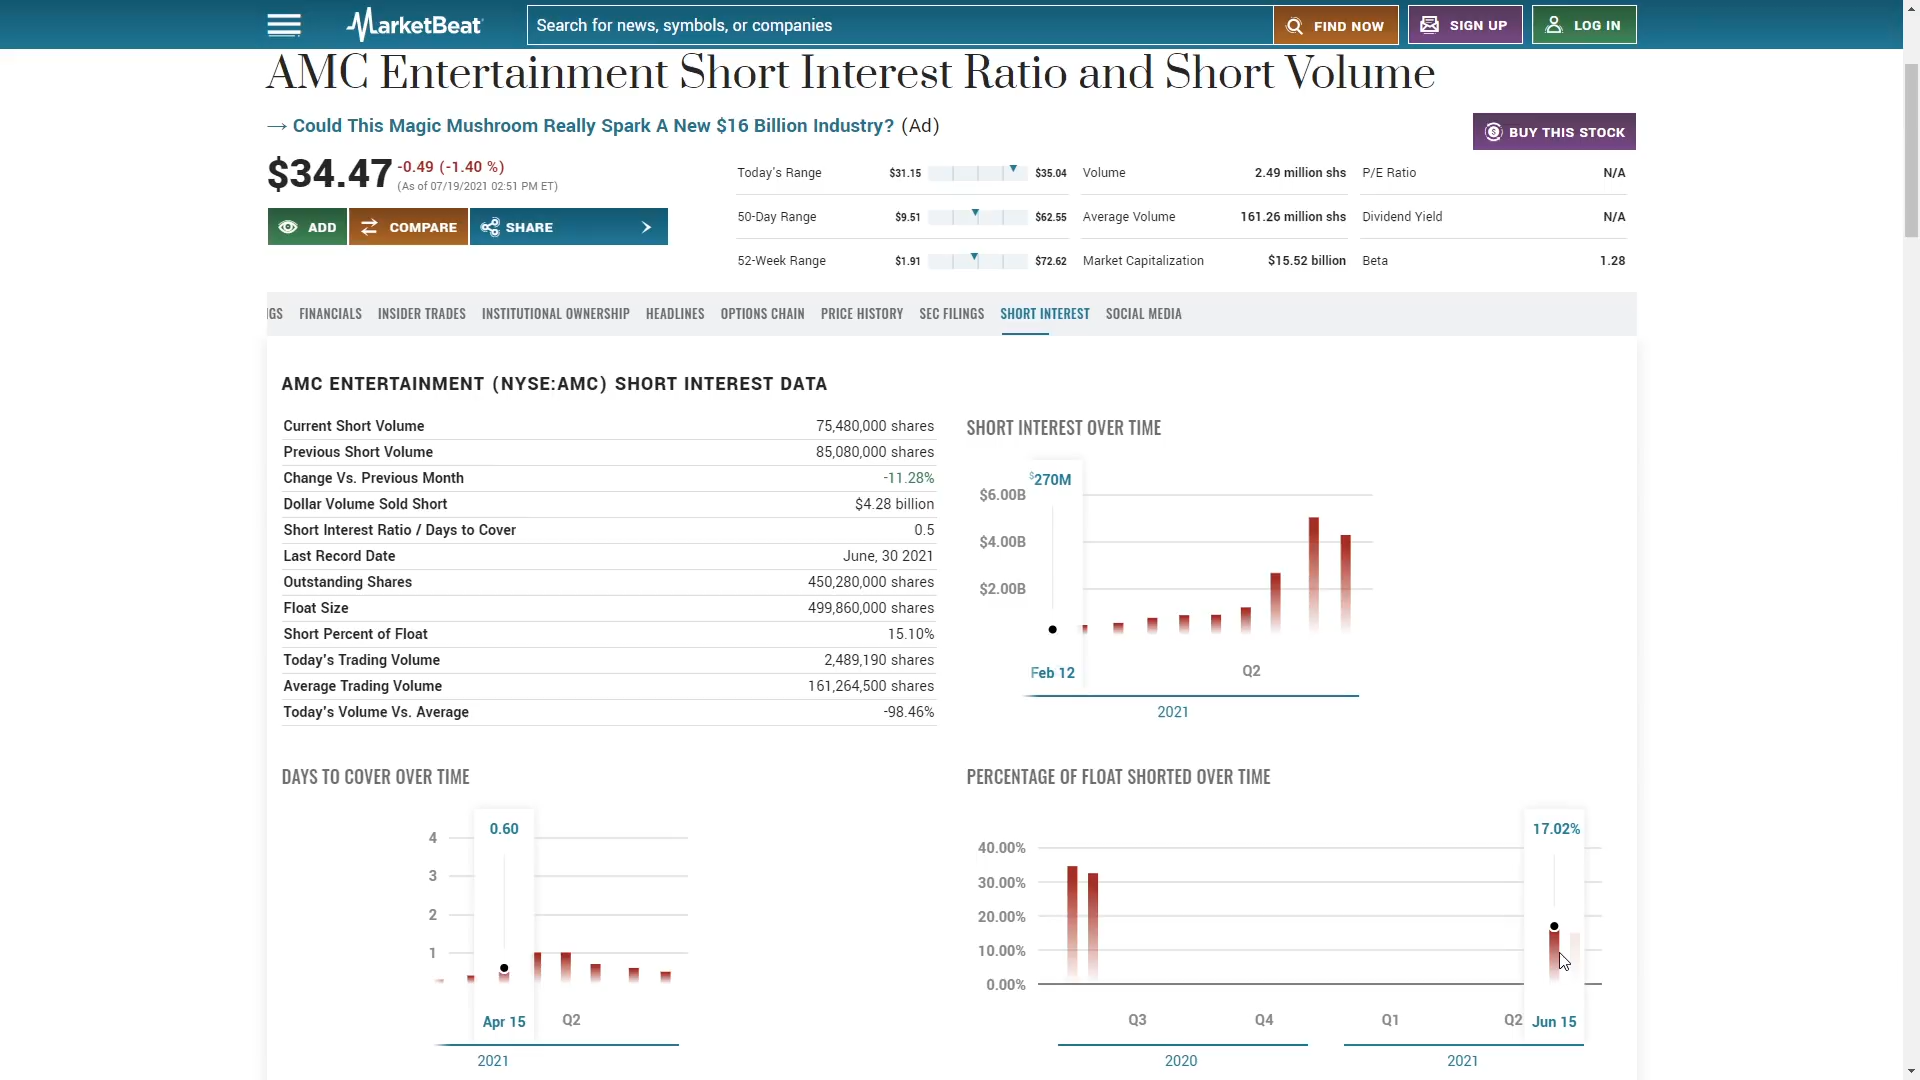 MarketBeat
Search for news, symbols, or companies
FIND NOW
SIGN UP
LOG IN
AMC Entertainment Short Interest Ratio and Short Volume
→ Could This Magic Mushroom Really Spark A New $16 Billion Industry? (Ad)
BUY THIS STOCK
$34.47 -0.49 (-1.40 %)
(As of 07/19/2021 02:51 PM ET)
ADD
COMPARE
SHARE
Today's Range $31.15 $35.04
50-Day Range $9.51 $62.55
52-Week Range $1.91 $72.62
Volume 2.49 million shs
Average Volume 161.26 million shs
Market Capitalization $15.52 billion
P/E Ratio N/A
Dividend Yield N/A
Beta 1.28
GS FINANCIALS INSIDER TRADES INSTITUTIONAL OWNERSHIP HEADLINES OPTIONS CHAIN PRICE HISTORY SEC FILINGS SHORT INTEREST SOCIAL MEDIA
AMC ENTERTAINMENT (NYSE:AMC) SHORT INTEREST DATA
Current Short Volume 75,480,000 shares
Previous Short Volume 85,080,000 shares
Change Vs. Previous Month -11.28%
Dollar Volume Sold Short $4.28 billion
Short Interest Ratio / Days to Cover 0.5
Last Record Date June, 30 2021
Outstanding Shares 450,280,000 shares
Float Size 499,860,000 shares
Short Percent of Float 15.10%
Today's Trading Volume 2,489,190 shares
Average Trading Volume 161,264,500 shares
Today's Volume Vs. Average -98.46%
SHORT INTEREST OVER TIME
$270M
$6.00B
$4.00B
$2.00B
Feb 12 Q2
2021
DAYS TO COVER OVER TIME
0.60
4
3
2
1
Apr 15 Q2
2021
PERCENTAGE OF FLOAT SHORTED OVER TIME
17.02%
40.00%
30.00%
20.00%
10.00%
0.00%
Q3 Q4 Q1 Q2 Jun 15
2020 2021